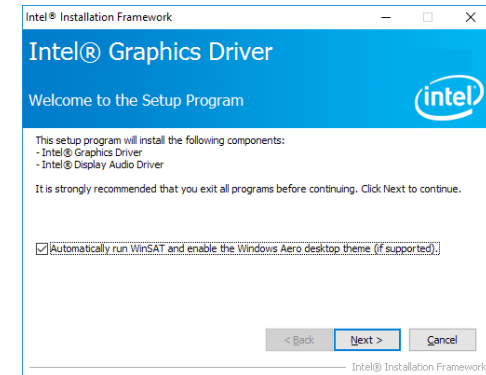 Intel® Installation Framework
Intel® Graphics Driver
Welcome to the Setup Program
intel
This setup program will install the following components:
- Intel® Graphics Driver
- Intel® Display Audio Driver
It is strongly recommended that you exit all programs before continuing. Click Next to continue.
Automatically run WinSAT and enable the Windows Aero desktop theme (if supported).
< Back Next > Cancel
Intel® Installation Framework